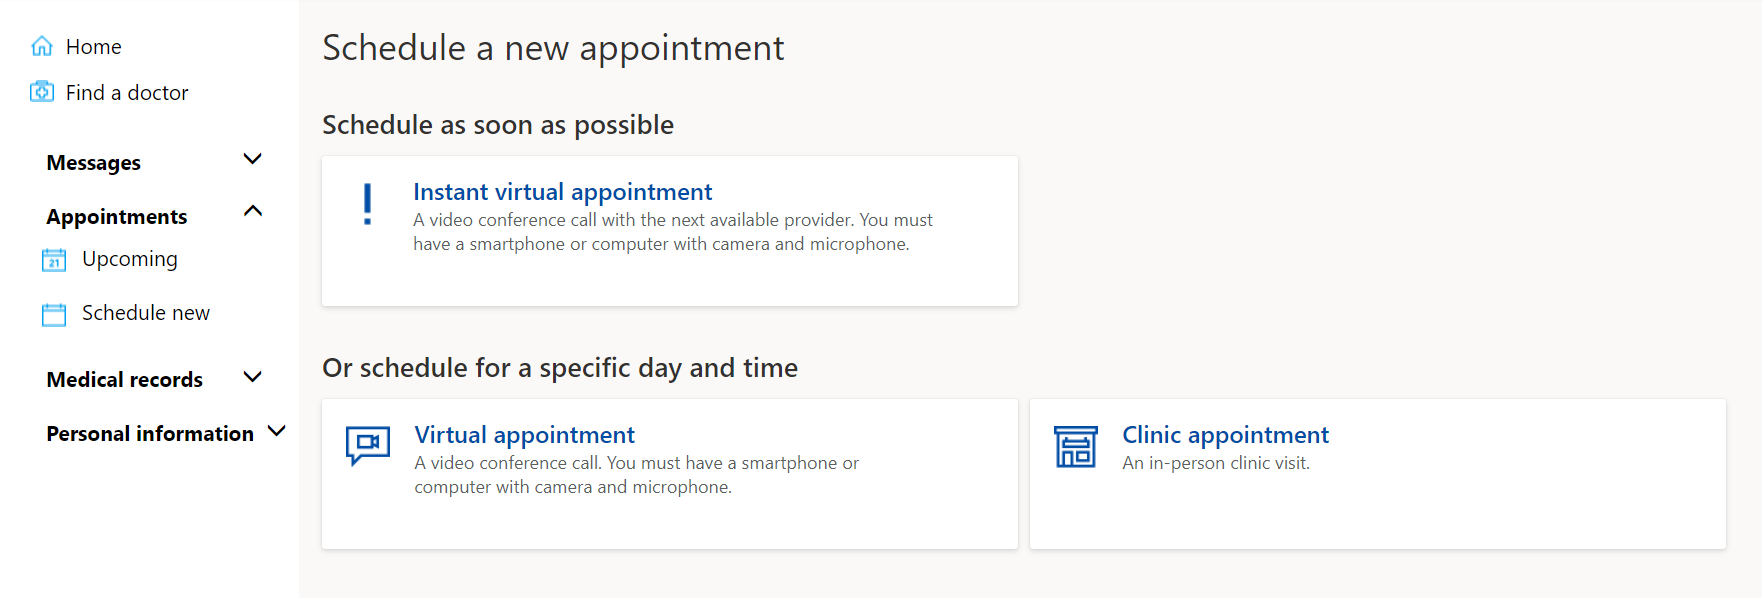 Home
Find a doctor
Messages
Appointments
21
Upcoming
Schedule new
Medical records
Personal information
Schedule a new appointment
Schedule as soon as possible
Instant virtual appointment
A video conference call with the next available provider. You must
have a smartphone or computer with camera and microphone.
Or schedule for a specific day and time
Virtual appointment
A video conference call. You must have a smartphone or
computer with camera and microphone.
Clinic appointment
An in-person clinic visit.